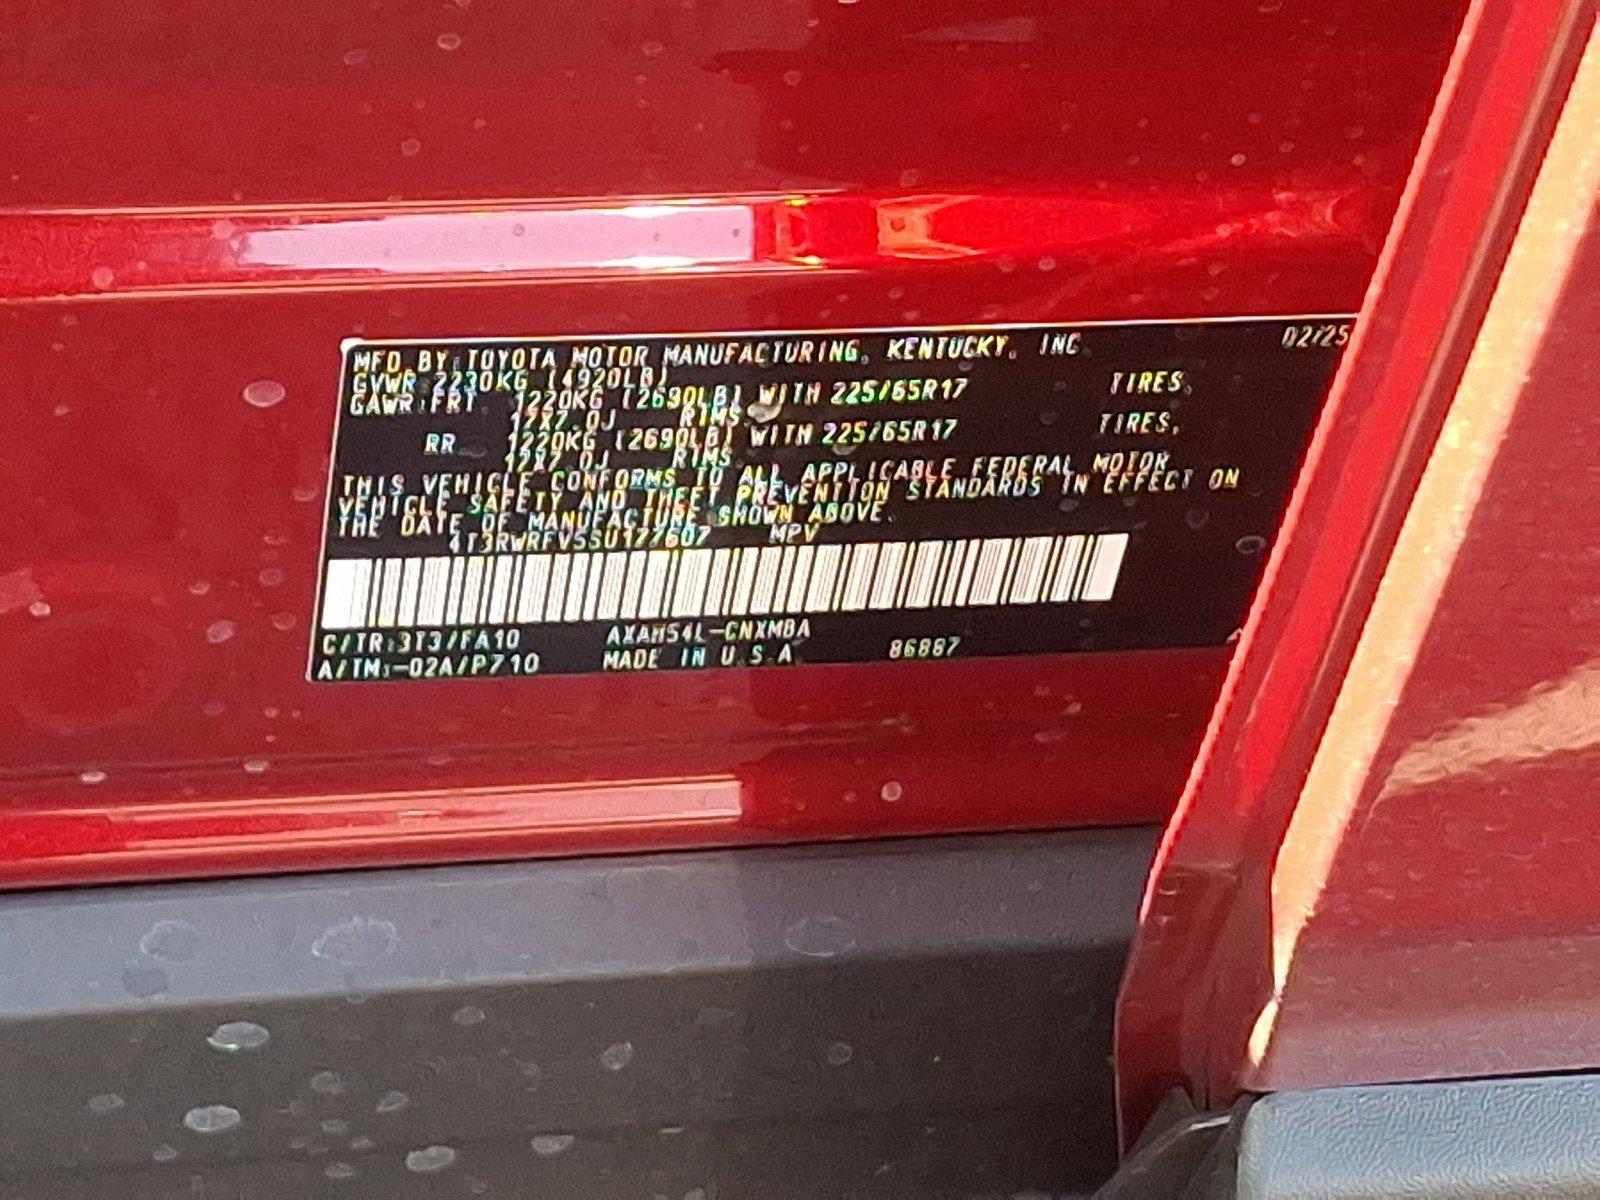 MFD. BY: TOYOTA MOTOR MANUFACTURING, KENTUCKY, INC. 02/25
GVWR 2230KG (4920LB)
GAWR:FRT 1220KG (2690LB) WITH 225/65R17 TIRES,
17X7.0J RIMS.
RR 1220KG (2690LB) WITH 225/65R17 TIRES,
17X7.0J RIMS
THIS VEHICLE CONFORMS TO ALL APPLICABLE FEDERAL MOTOR
VEHICLE SAFETY AND THEFT PREVENTION STANDARDS IN EFFECT ON
THE DATE OF MANUFACTURE SHOWN ABOVE.
4T3RWRFV5SU177607 MPV
C/TR:3T3/FA10 AXAH54L-CNXMBA
A/TM:-02A/P710 MADE IN U.S.A 86887